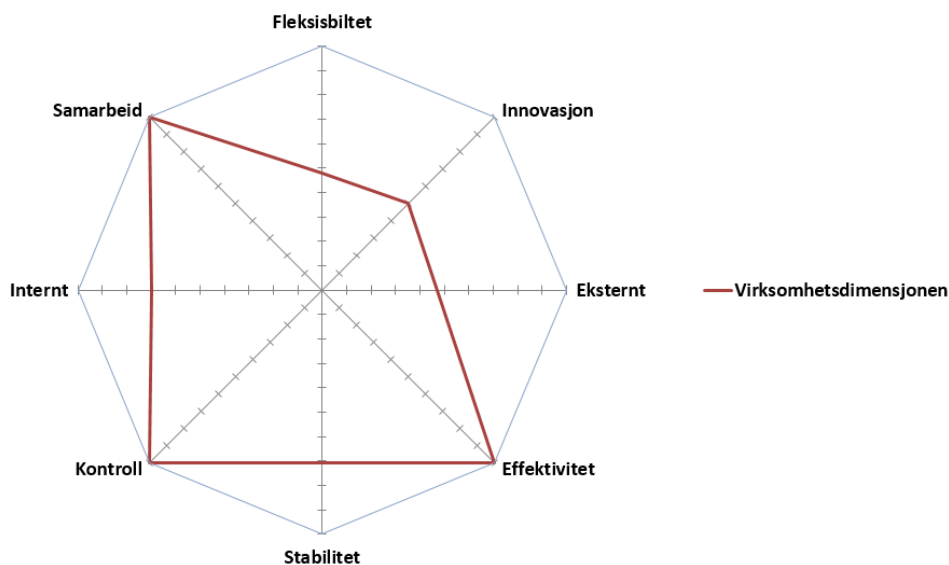 Fleksisbiltet
Samarbeid
Innovasjon
Internt
Eksternt
Virksomhetsdimensjonen
Kontroll
Effektivitet
Stabilitet